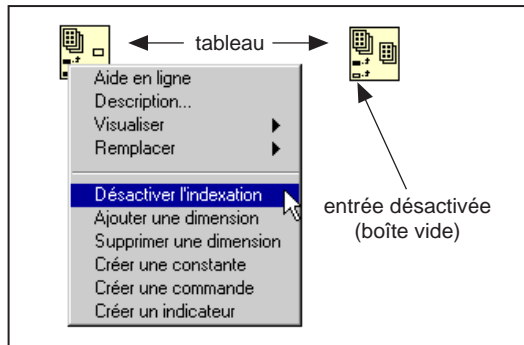 tableau
Aide en ligne
Description...
Visualiser
Remplacer
Désactiver l'indexation
Ajouter une dimension
Supprimer une dimension
Créer une constante
Créer une commande
Créer un indicateur
entrée désactivée
(boîte vide)